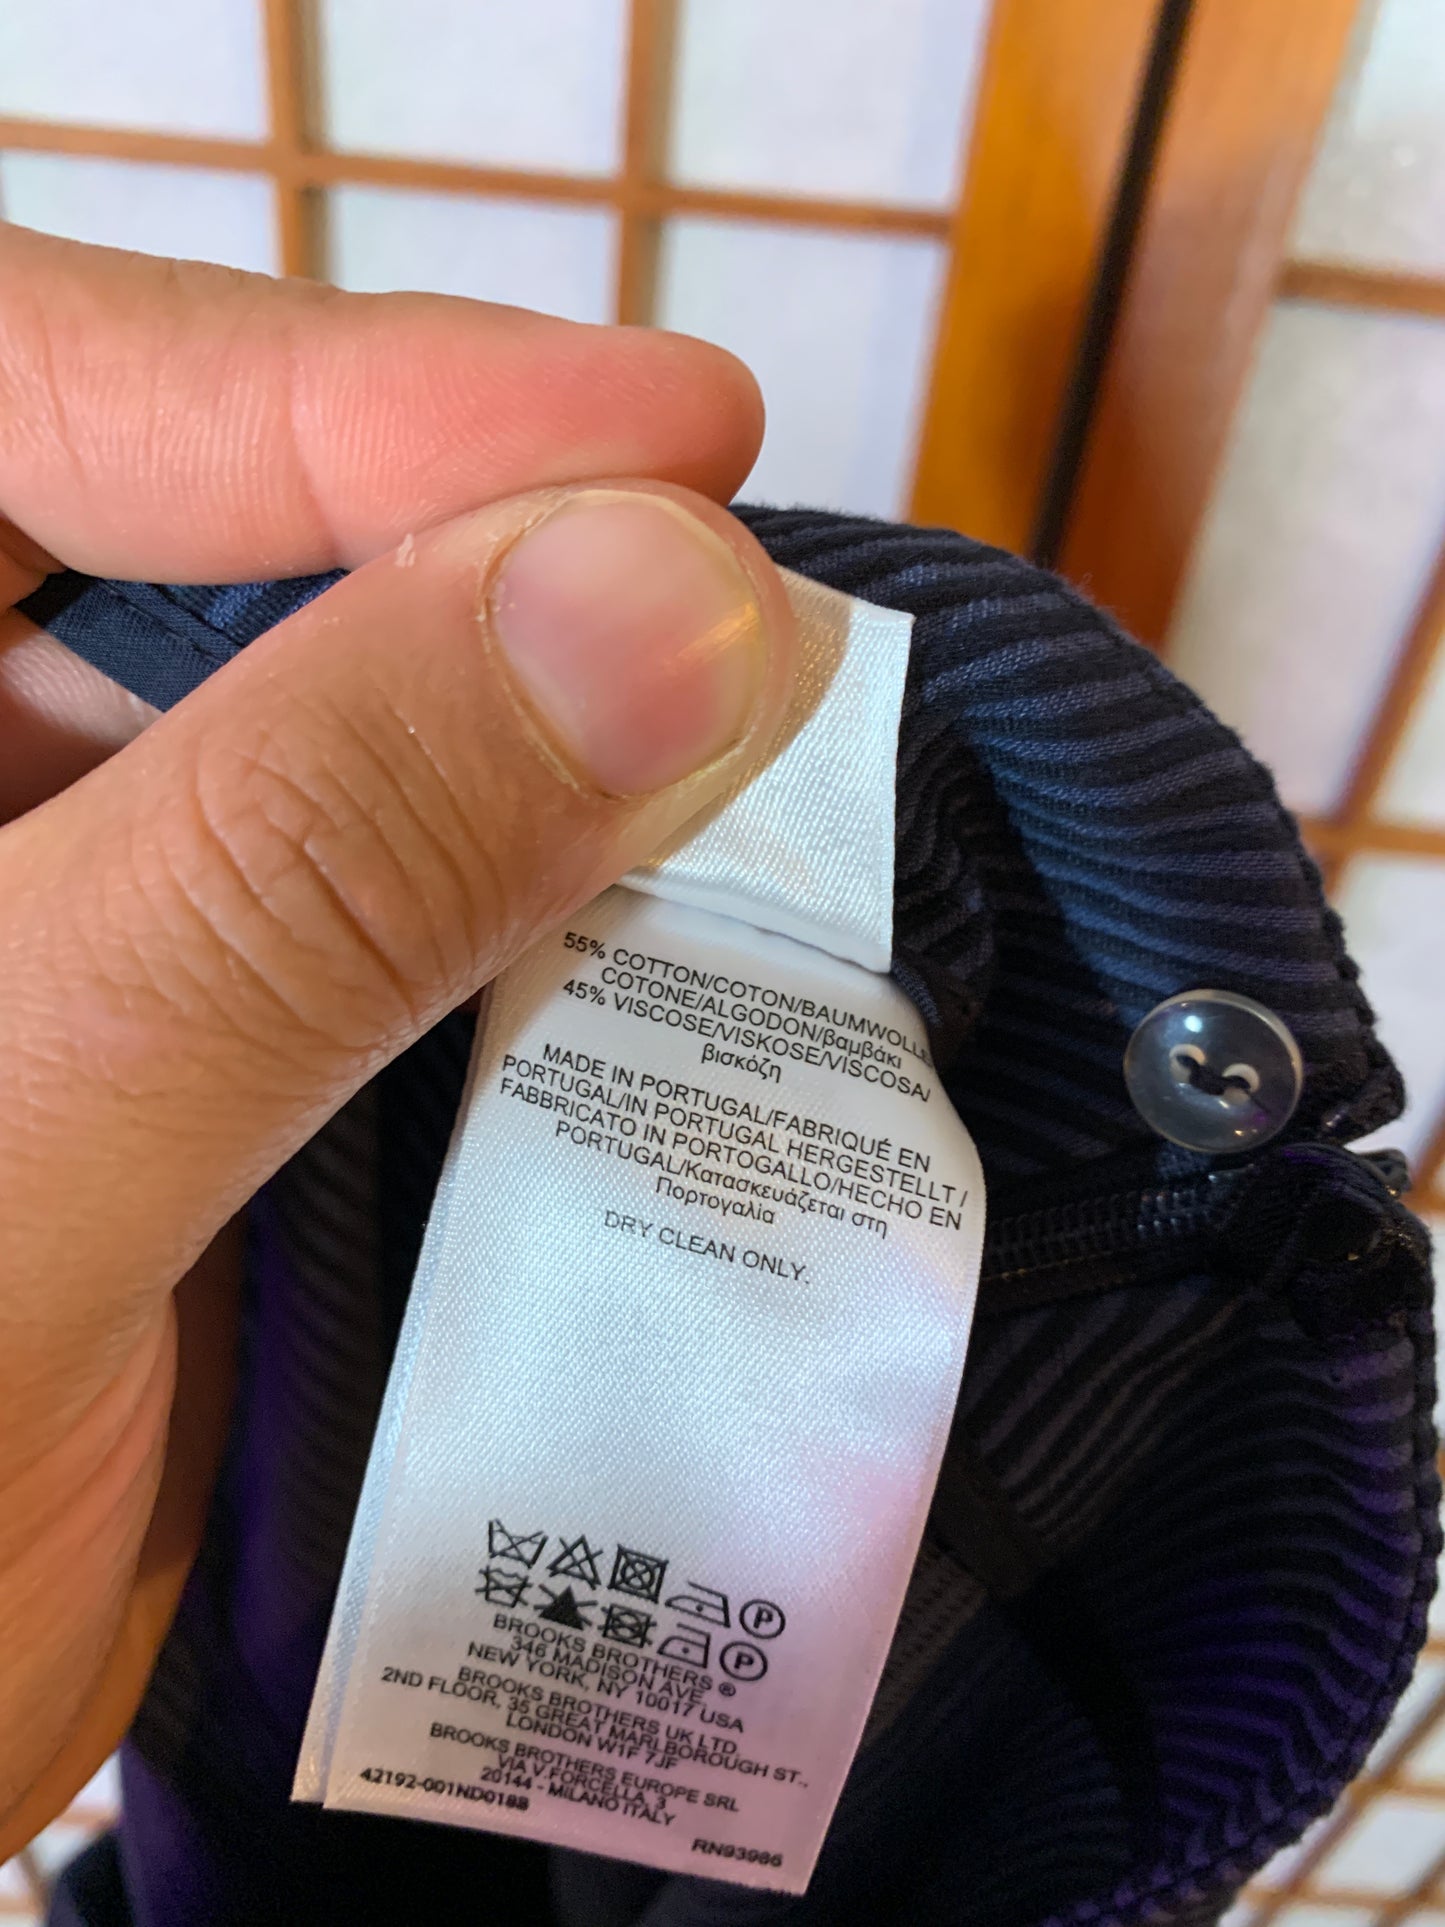 55% COTTON/COTON/BAUMWOLLE
COTONE/ALGODON/βαμβάκι
45% VISCOSE/VISKOSE/VISCOSA/
βισκόζη
MADE IN PORTUGAL/FABRIQUÉ EN
PORTUGAL/IN PORTUGAL HERGESTELLT /
FABBRICATO IN PORTOGALLO/HECHO EN
PORTUGAL/Κατασκευάζεται στη
Πορτογαλία
DRY CLEAN ONLY.
P
P
BROOKS BROTHERS ®
346 MADISON AVE
NEW YORK, NY 10017 USA
BROOKS BROTHERS UK LTD
2ND FLOOR, 35 GREAT MARLBOROUGH ST.,
LONDON W1F 7JF
BROOKS BROTHERS EUROPE SRL
VIA V.FORCELLA, 3
20144 - MILANO ITALY
42192-001ND018B
RN93986